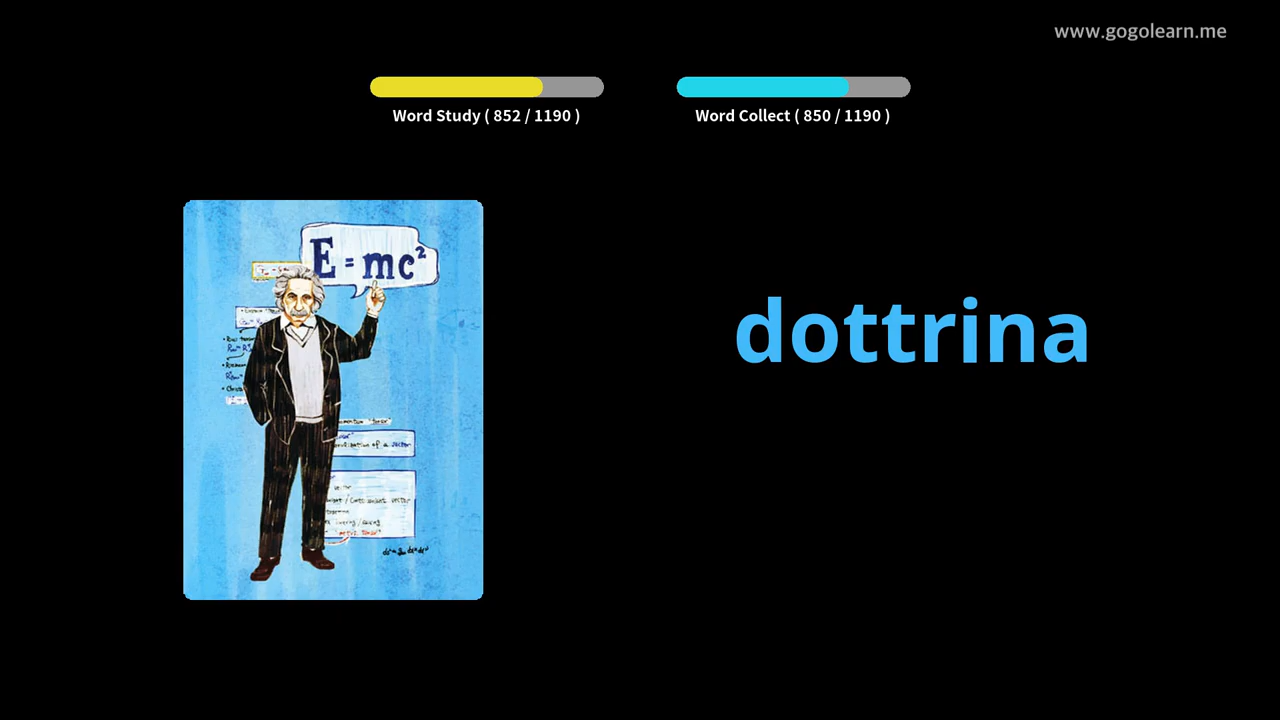 www.gogolearn.me
Word Study ( 852 / 1190 )
Word Collect ( 850 / 1190 )
E = mc²
dottrina